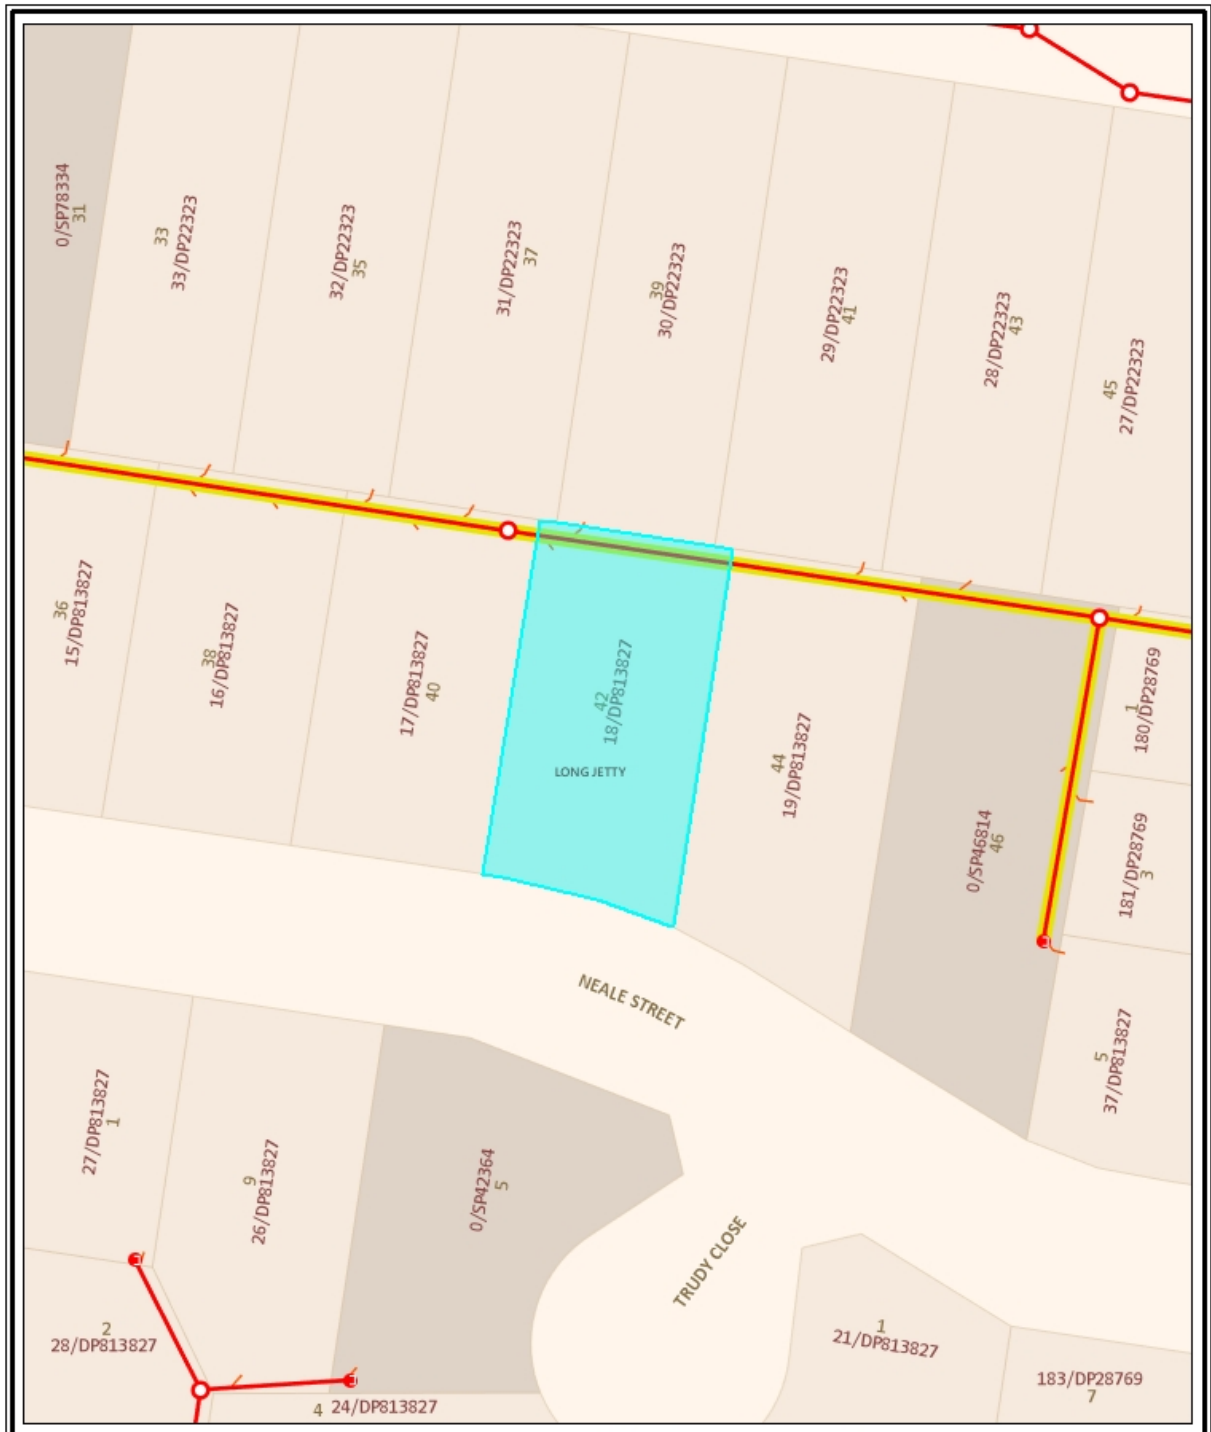 0/SP78334
31
33
33/DP22323
32/DP22323
35
31/DP22323
37
39
30/DP22323
29/DP22323
41
28/DP22323
43
45
27/DP22323
36
15/DP813827
38
16/DP813827
17/DP813827
40
42
18/DP813827
LONG JETTY
44
19/DP813827
0/SP46814
46
1
180/DP28769
181/DP28769
3
5
37/DP813827
NEALE STREET
27/DP813827
1
9
26/DP813827
0/SP42364
5
TRUDY CLOSE
2
28/DP813827
4 24/DP813827
1
21/DP813827
183/DP28769
7